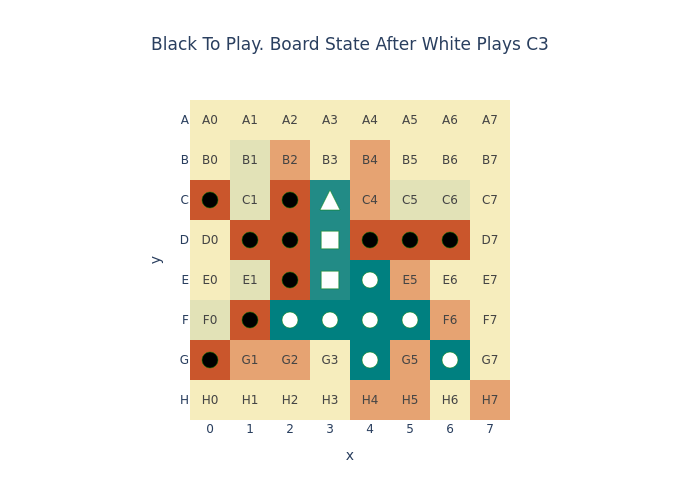 Black To Play. Board State After White Plays C3
A A0 A1 A2 A3 A4 A5 A6 A7
B B0 B1 B2 B3 B4 B5 B6 B7
C C1 C4 C5 C6 C7
D D0 D7
y
E E0 E1 E5 E6 E7
F F0 F6 F7
G G1 G2 G3 G5 G7
H H0 H1 H2 H3 H4 H5 H6 H7
0 1 2 3 4 5 6 7
x